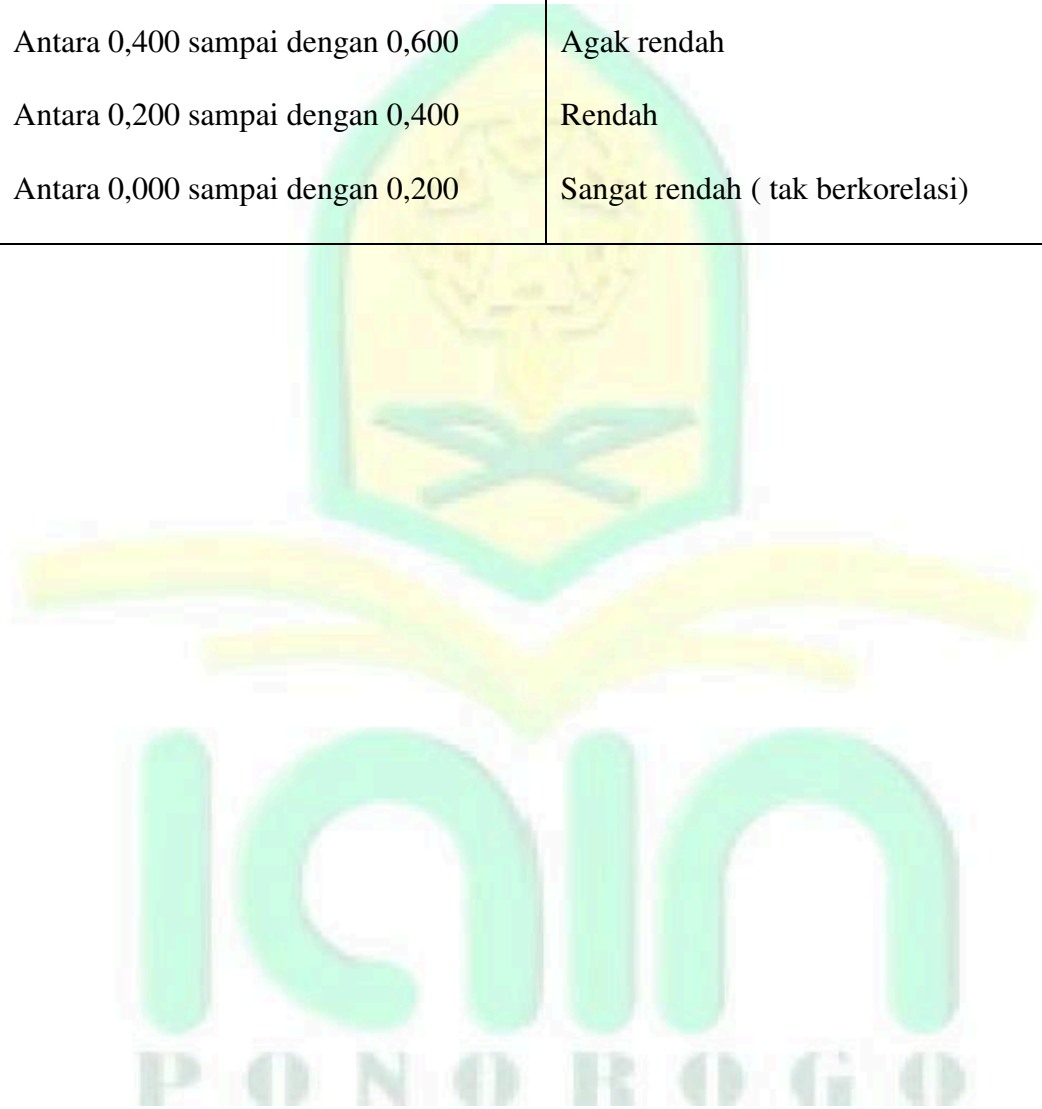 Antara 0,400 sampai dengan 0,600 Agak rendah
Antara 0,200 sampai dengan 0,400 Rendah
Antara 0,000 sampai dengan 0,200 Sangat rendah ( tak berkorelasi)
iain
PONOROGO